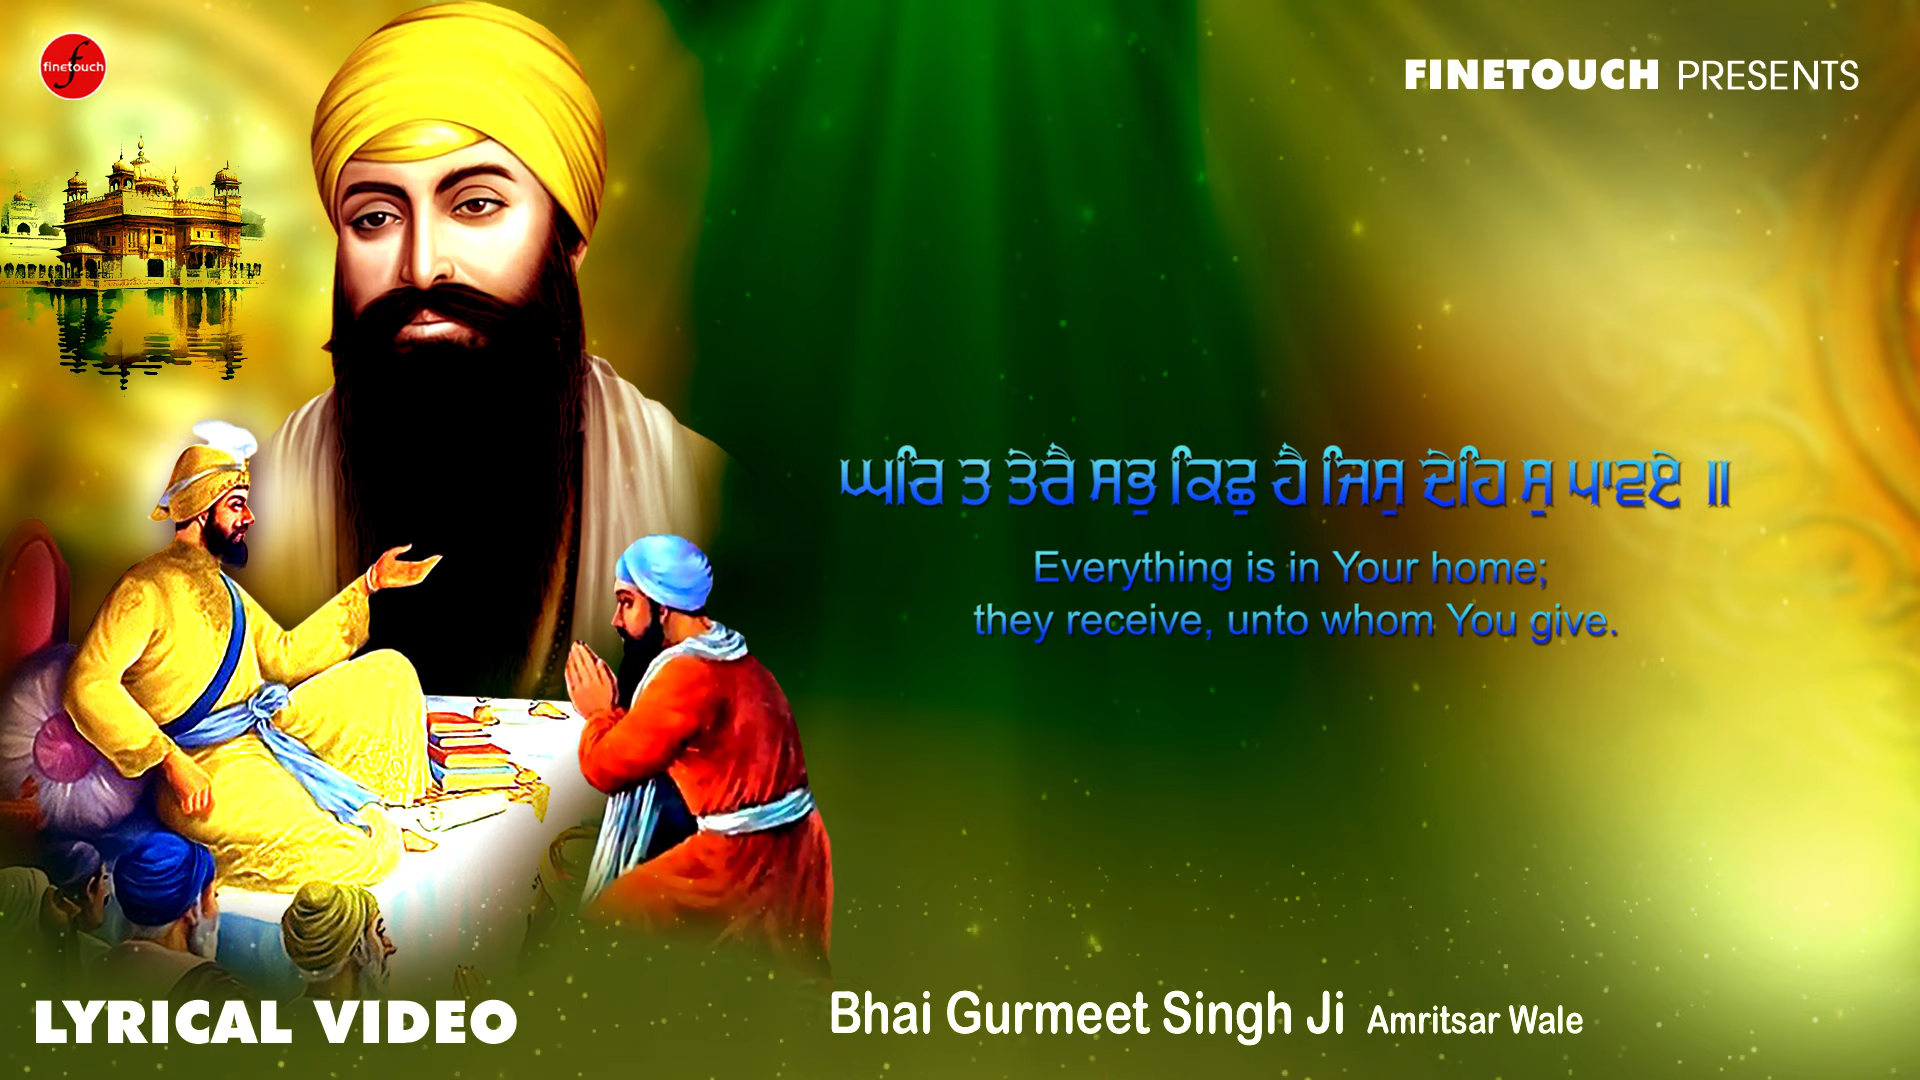 finetouch
FINETOUCH PRESENTS
ਘਰਿ ਤ ਤੇਰੈ ਸਭੁ ਕਿਛੁ ਹੈ ਜਿਸੁ ਦੇਹਿ ਸੁ ਪਾਵਏ ॥
Everything is in Your home;
they receive, unto whom You give.
LYRICAL VIDEO
Bhai Gurmeet Singh Ji Amritsar Wale